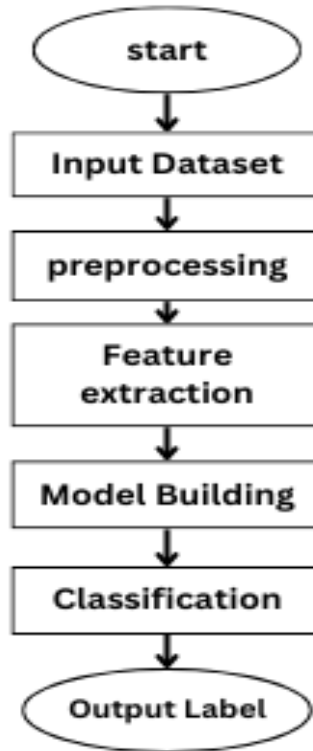 start
Input Dataset
preprocessing
Feature
extraction
Model Building
Classification
Output Label